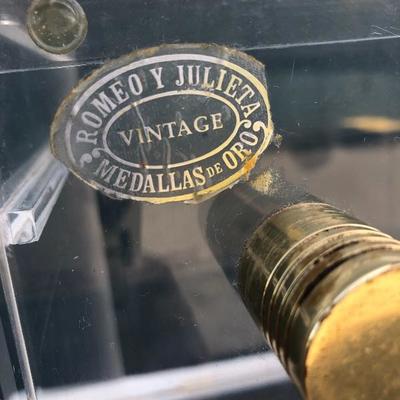 ROMEO Y JULIETA
VINTAGE
MEDALLAS DE ORO